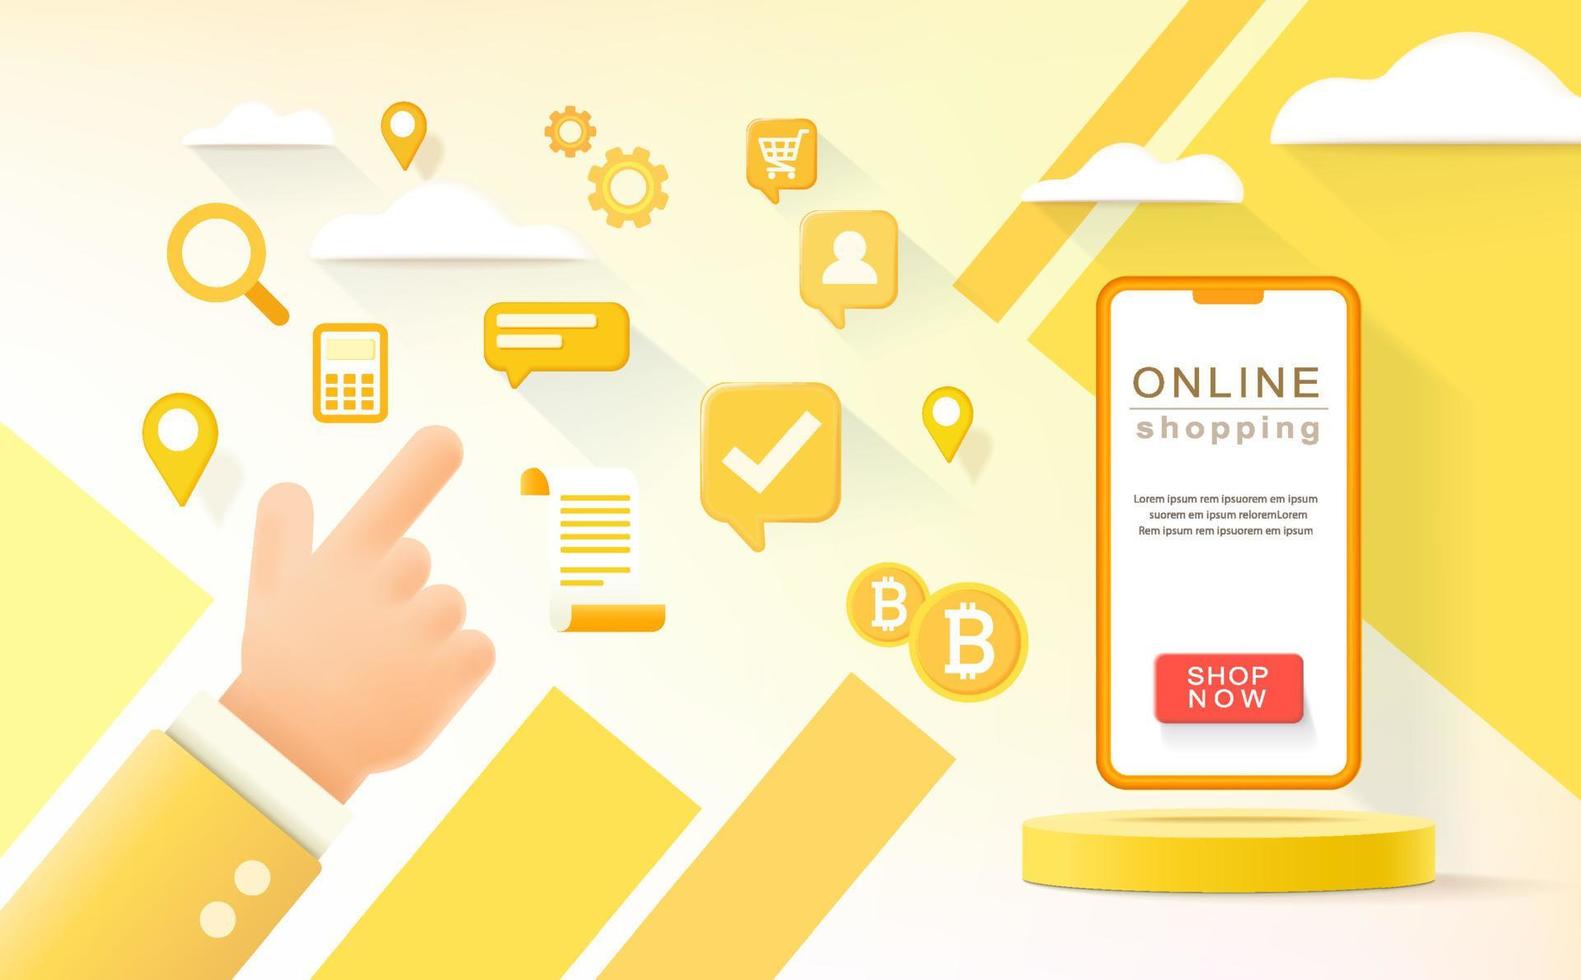 ONLINE
shopping
Lorem ipsum rem ipsuorem em ipsum
suorem em ipsum reloremLorem
Rem ipsum rem ipsuorem em ipsum
SHOP
NOW